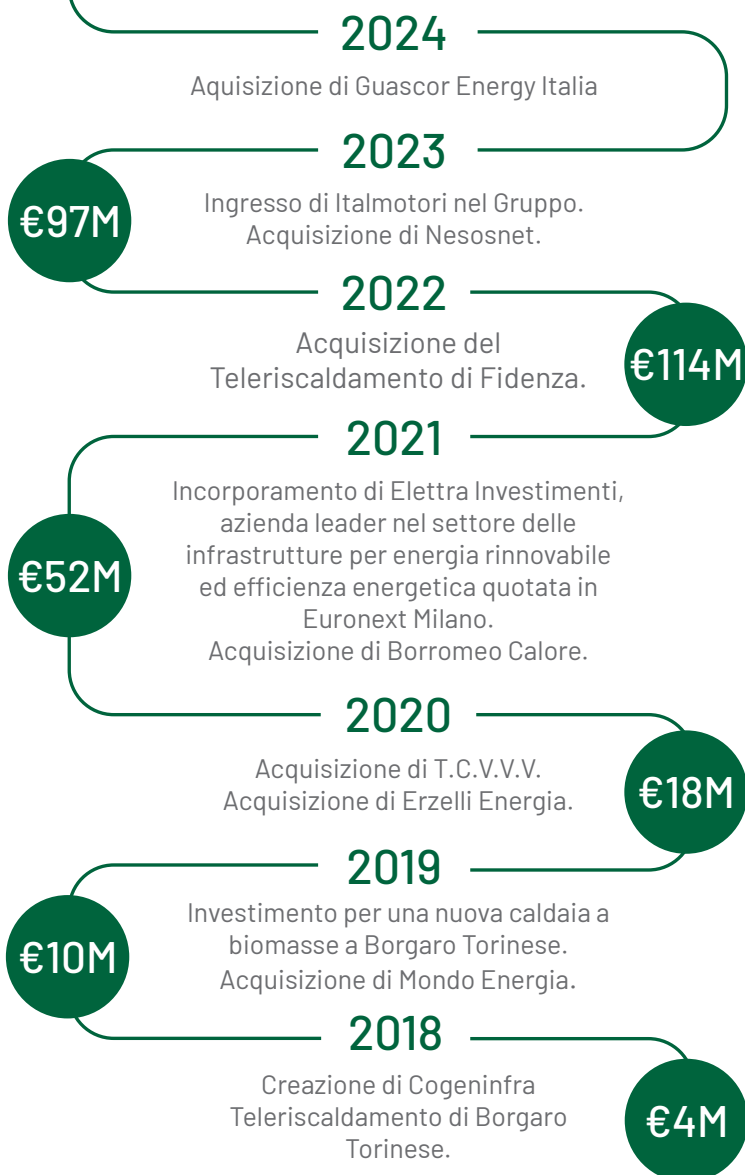 2024
Aquisizione di Guascor Energy Italia
2023
€97M
Ingresso di Italmotori nel Gruppo.
Acquisizione di Nesosnet.
2022
Acquisizione del
Teleriscaldamento di Fidenza.
€114M
2021
Incorporamento di Elettra Investimenti,
azienda leader nel settore delle
infrastrutture per energia rinnovabile
ed efficienza energetica quotata in
Euronext Milano.
Acquisizione di Borromeo Calore.
€52M
2020
Acquisizione di T.C.V.V.V.
Acquisizione di Erzelli Energia.
€18M
2019
Investimento per una nuova caldaia a
biomasse a Borgaro Torinese.
Acquisizione di Mondo Energia.
€10M
2018
Creazione di Cogeninfra
Teleriscaldamento di Borgaro
Torinese.
€4M